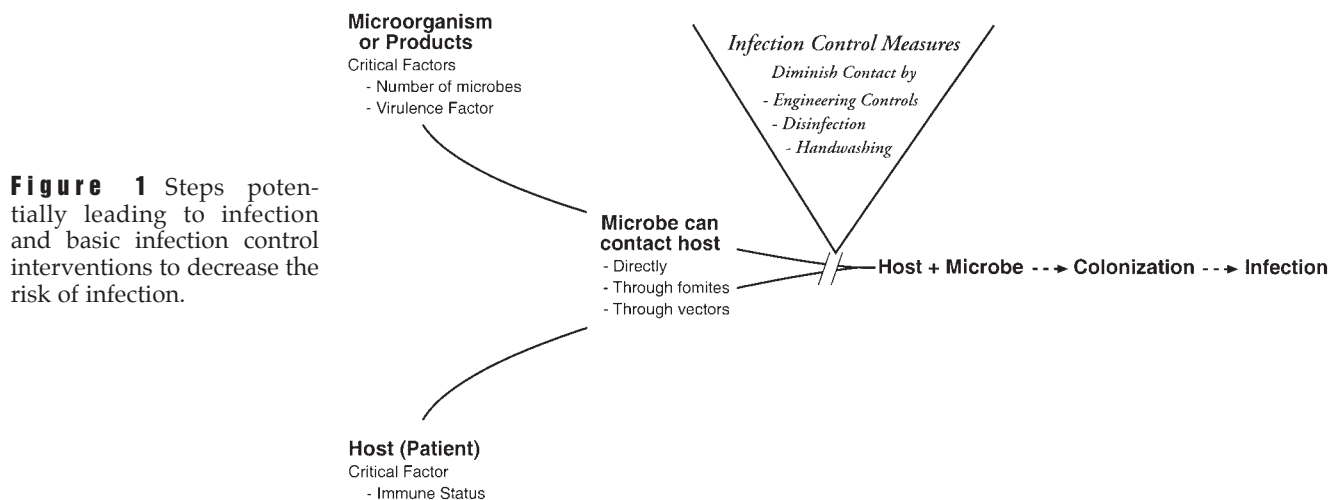 Microorganism
or Products
Critical Factors
- Number of microbes
- Virulence Factor
Infection Control Measures
Diminish Contact by
- Engineering Controls
- Disinfection
- Handwashing
Figure 1 Steps poten-
tially leading to infection
and basic infection control
interventions to decrease the
risk of infection.
Microbe can
contact host
- Directly
- Through fomites
- Through vectors
Host + Microbe
Colonization
Infection
Host (Patient)
Critical Factor
- Immune Status